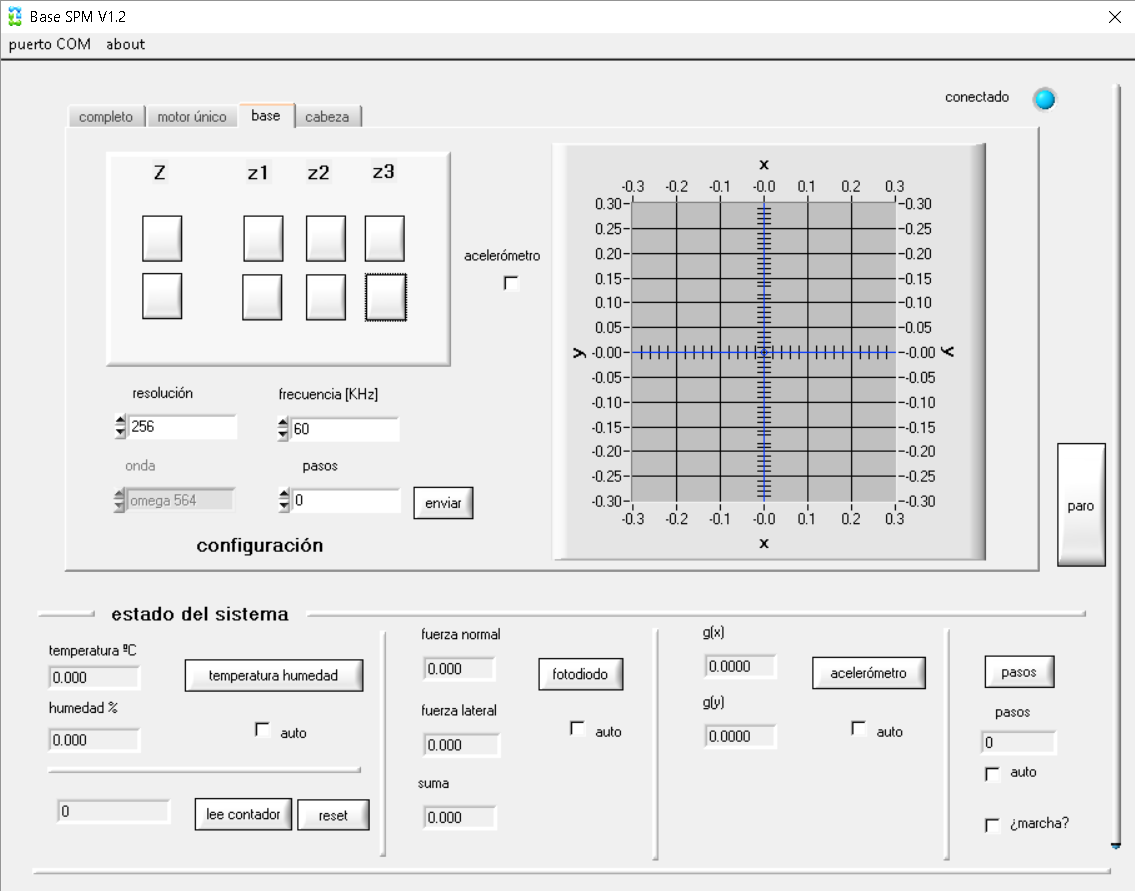 Base SPM V1.2
puerto COM about
conectado
completo motor único base cabeza
Z z1 z2 z3
acelerómetro
x
-0.3 -0.2 -0.1 -0.0 0.1 0.2 0.3
0.30 -0.30
0.25 -0.25
0.20 -0.20
0.15 -0.15
0.10 -0.10
0.05 -0.05
y -0.00 -0.00 y
-0.05 -0.05
-0.10 -0.10
-0.15 -0.15
-0.20 -0.20
-0.25 -0.25
-0.30 -0.30
-0.3 -0.2 -0.1 -0.0 0.1 0.2 0.3
x
resolución frecuencia [KHz]
256 60
onda pasos
omega 564 0 enviar
configuración
paro
estado del sistema
temperatura ºC
0.000
temperatura humedad
humedad %
0.000
auto
0 lee contador reset
fuerza normal
0.000
fotodiodo
fuerza lateral
0.000
auto
suma
0.000
g(x)
0.0000
acelerómetro
g(y)
0.0000
auto
pasos
pasos
0
auto
¿marcha?